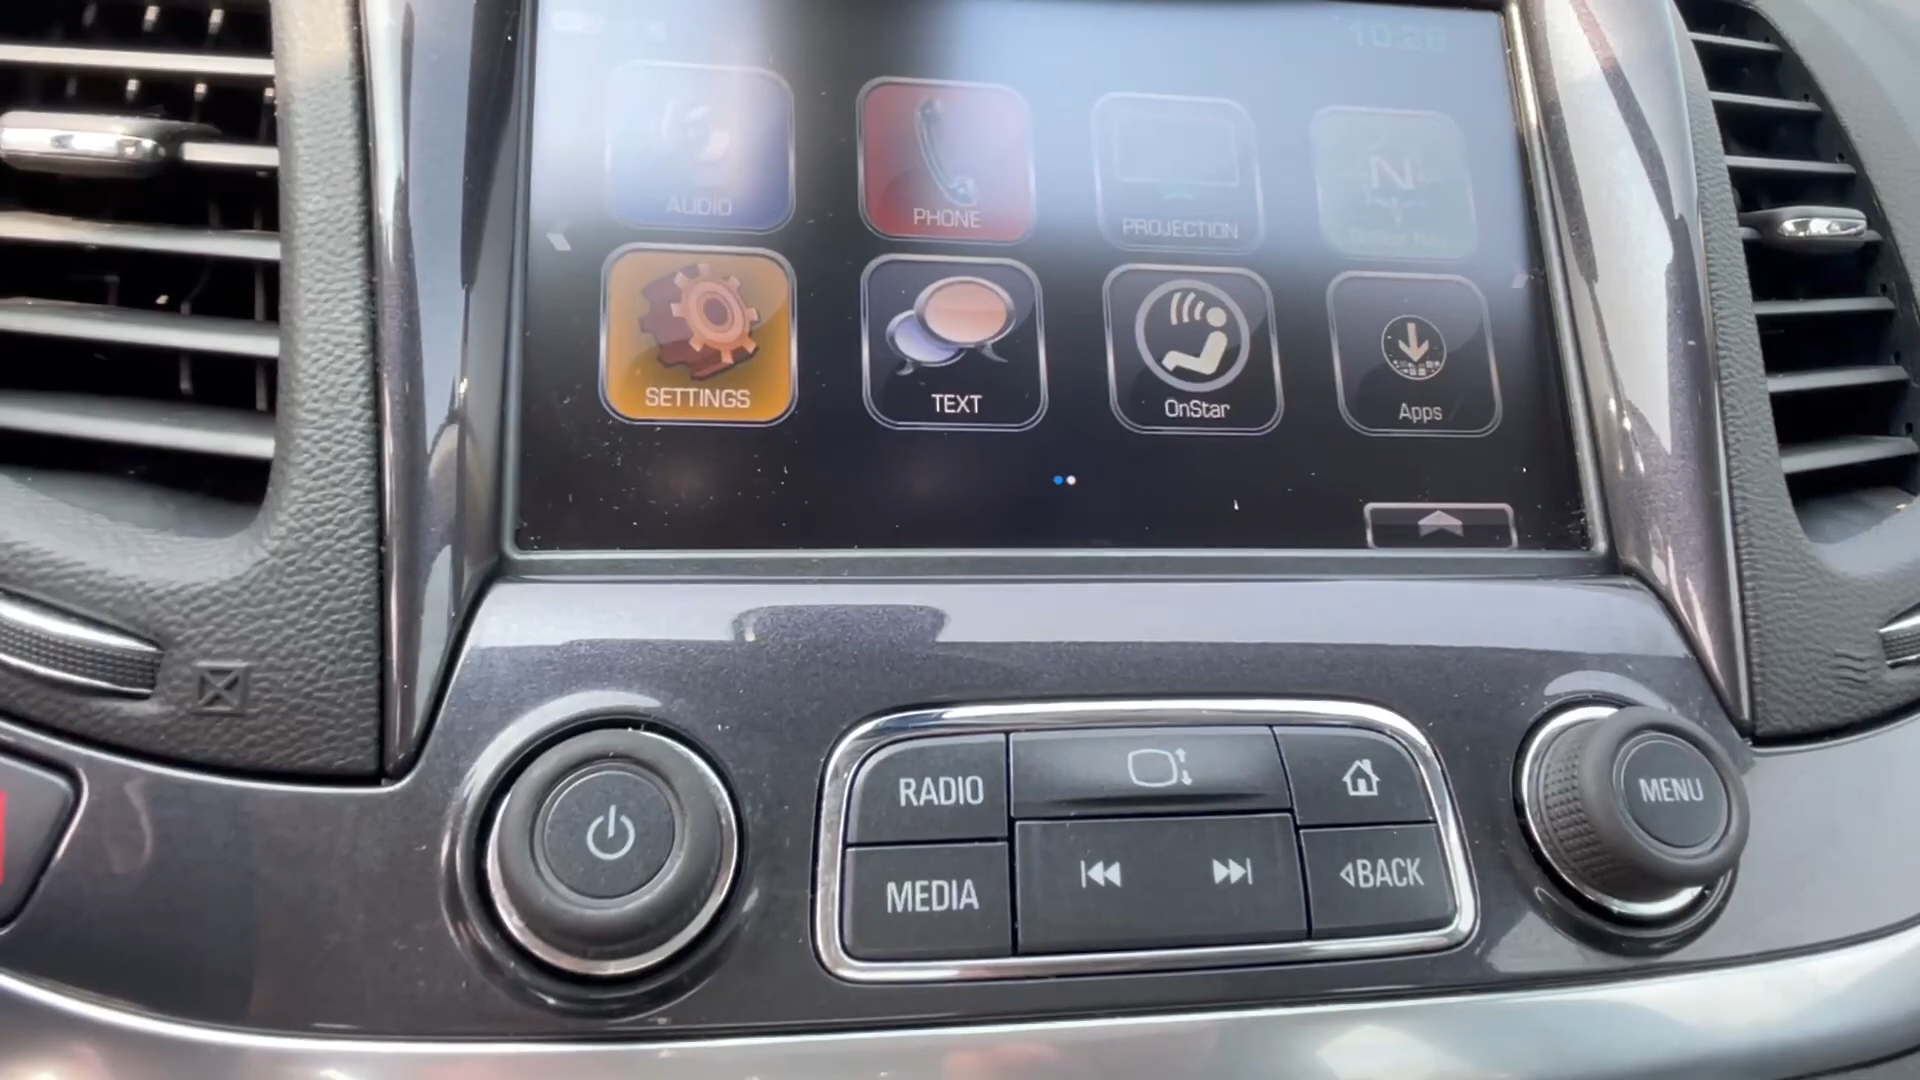 10:28
AUDIO
PHONE
PROJECTION
N
SETTINGS
TEXT
OnStar
Apps
RADIO
MENU
MEDIA
BACK